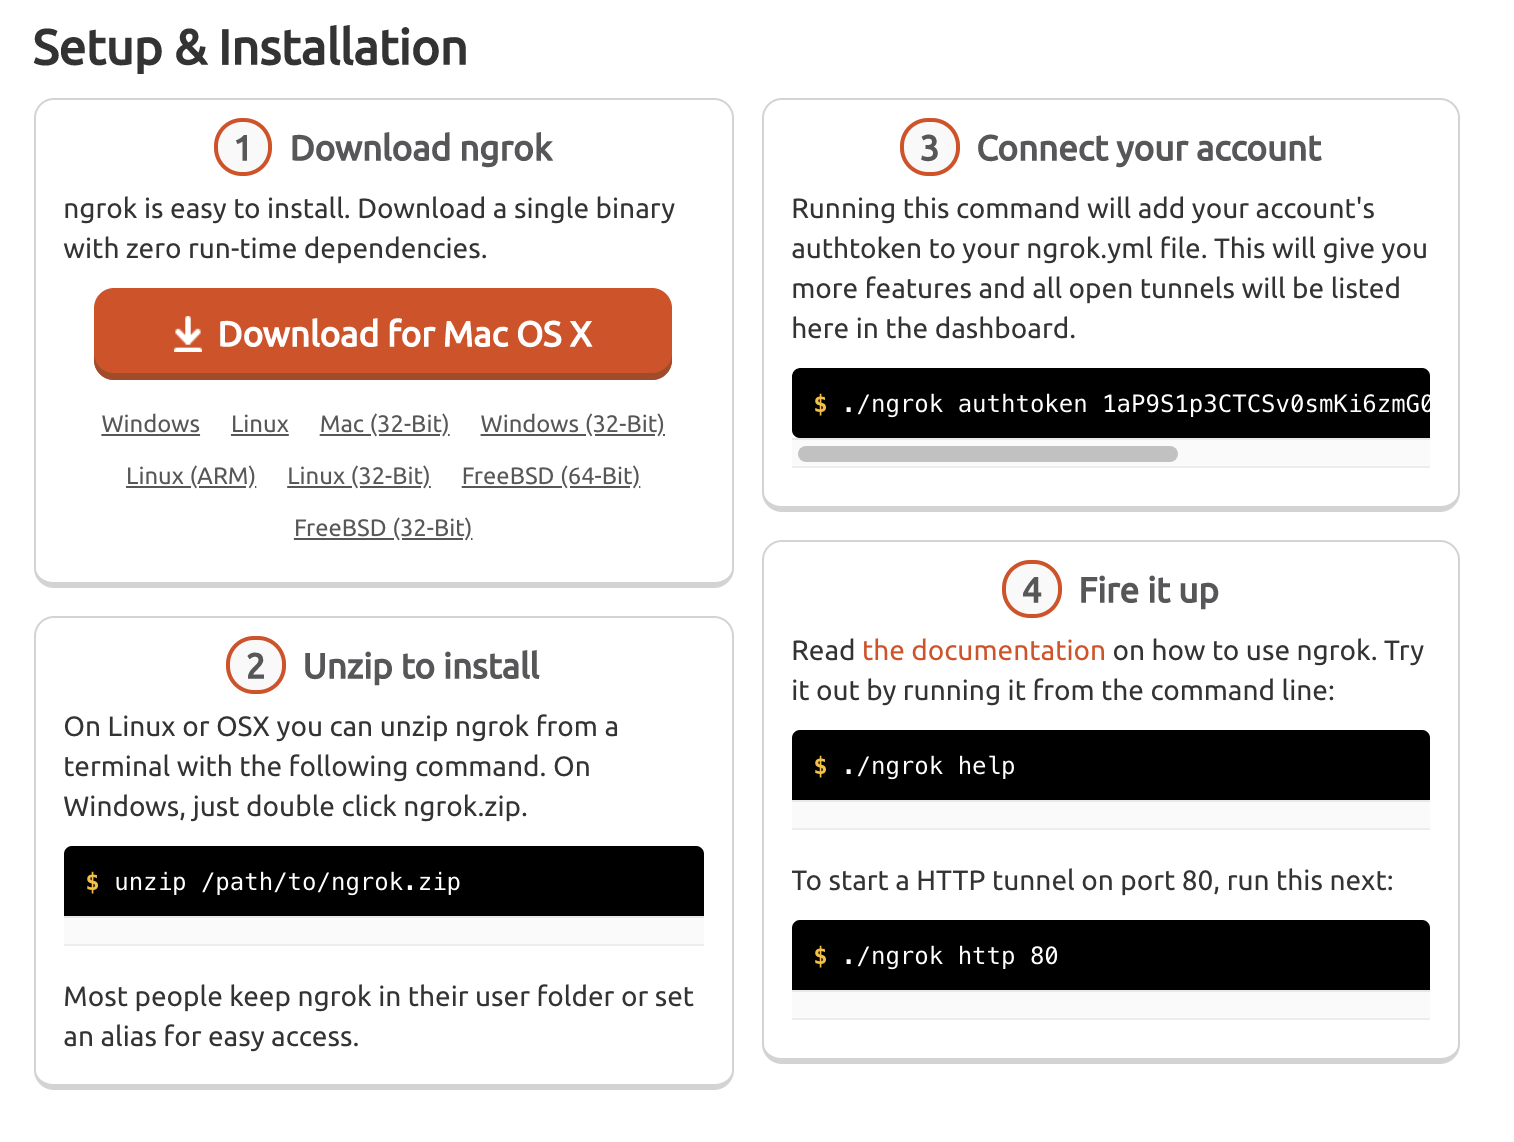 Setup & Installation
1 Download ngrok
ngrok is easy to install. Download a single binary
with zero run-time dependencies.
Download for Mac OS X
Windows Linux Mac (32-Bit) Windows (32-Bit)
Linux (ARM) Linux (32-Bit) FreeBSD (64-Bit)
FreeBSD (32-Bit)
2 Unzip to install
On Linux or OSX you can unzip ngrok from a
terminal with the following command. On
Windows, just double click ngrok.zip.
$ unzip /path/to/ngrok.zip
Most people keep ngrok in their user folder or set
an alias for easy access.
3 Connect your account
Running this command will add your account's
authtoken to your ngrok.yml file. This will give you
more features and all open tunnels will be listed
here in the dashboard.
$ ./ngrok authtoken 1aP9S1p3CTCSv0smKi6zmG0
4 Fire it up
Read the documentation on how to use ngrok. Try
it out by running it from the command line:
$ ./ngrok help
To start a HTTP tunnel on port 80, run this next:
$ ./ngrok http 80